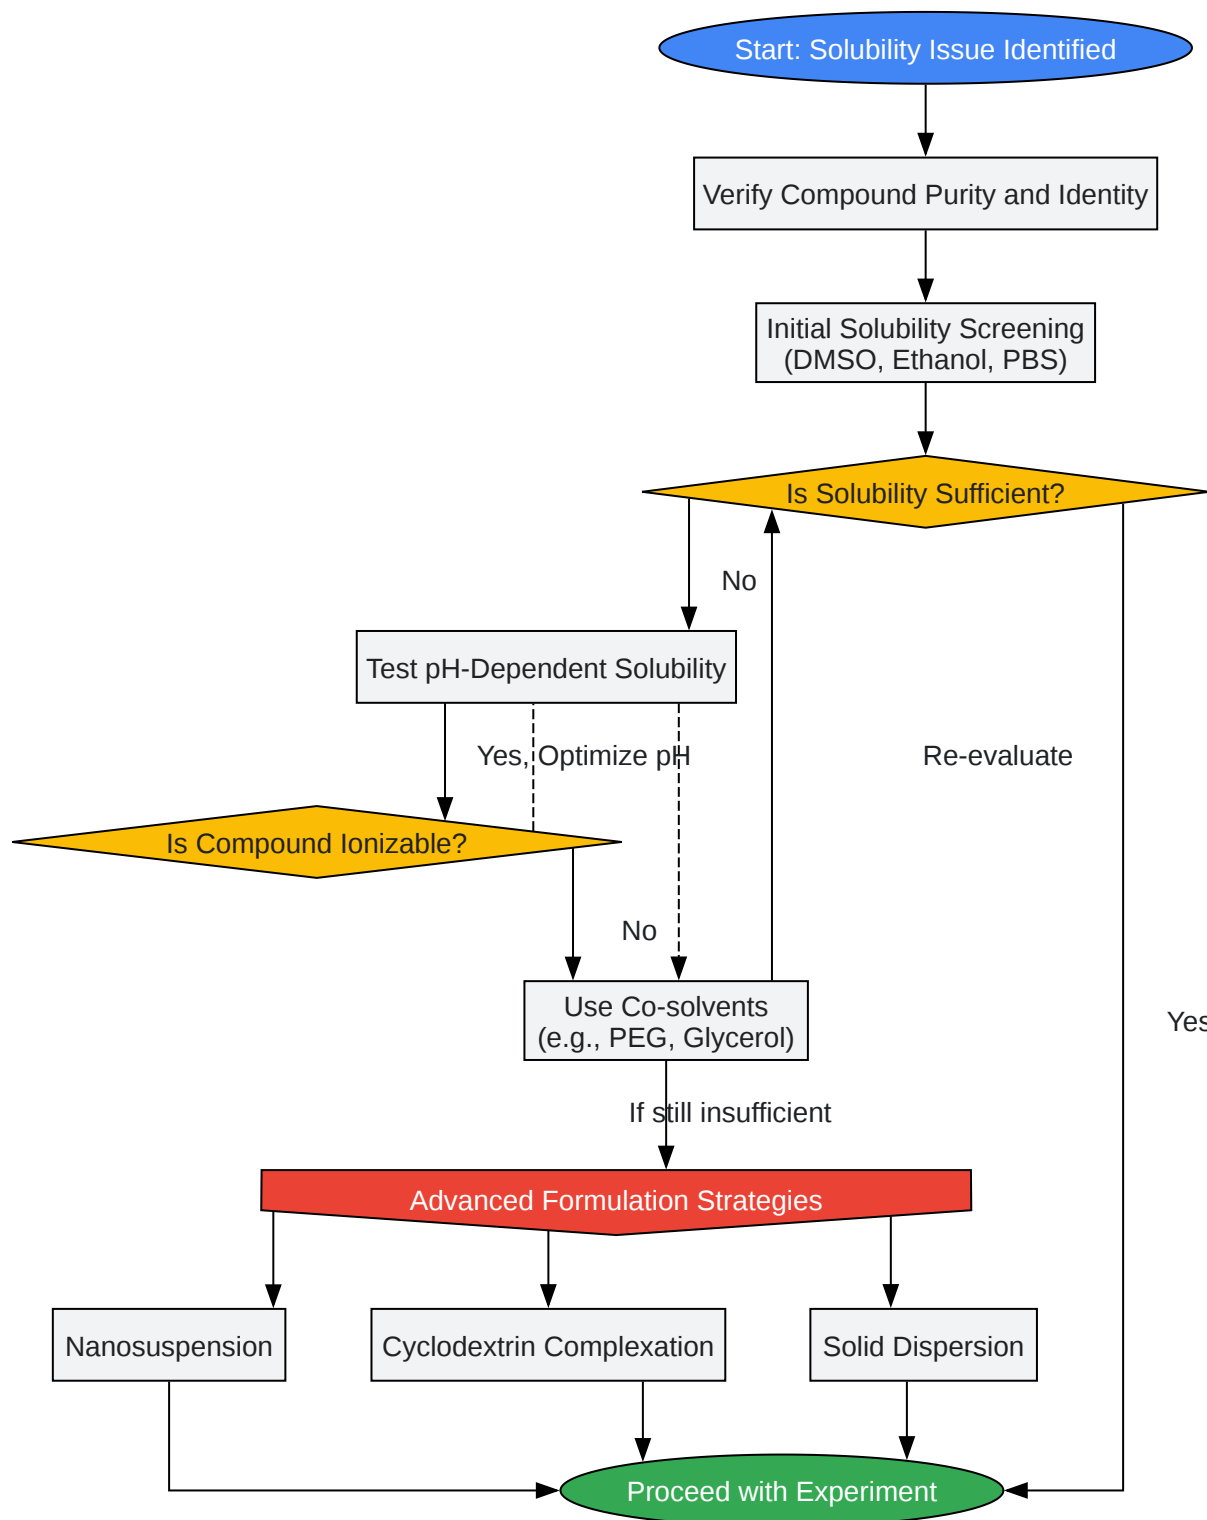 Start: Solubility Issue Identified
Verify Compound Purity and Identity
Initial Solubility Screening
(DMSO, Ethanol, PBS)
Is Solubility Sufficient?
No
Test pH-Dependent Solubility
Yes, Optimize pH
Re-evaluate
Is Compound Ionizable?
No
Use Co-solvents
(e.g., PEG, Glycerol)
Yes
If still insufficient
Advanced Formulation Strategies
Nanosuspension
Cyclodextrin Complexation
Solid Dispersion
Proceed with Experiment